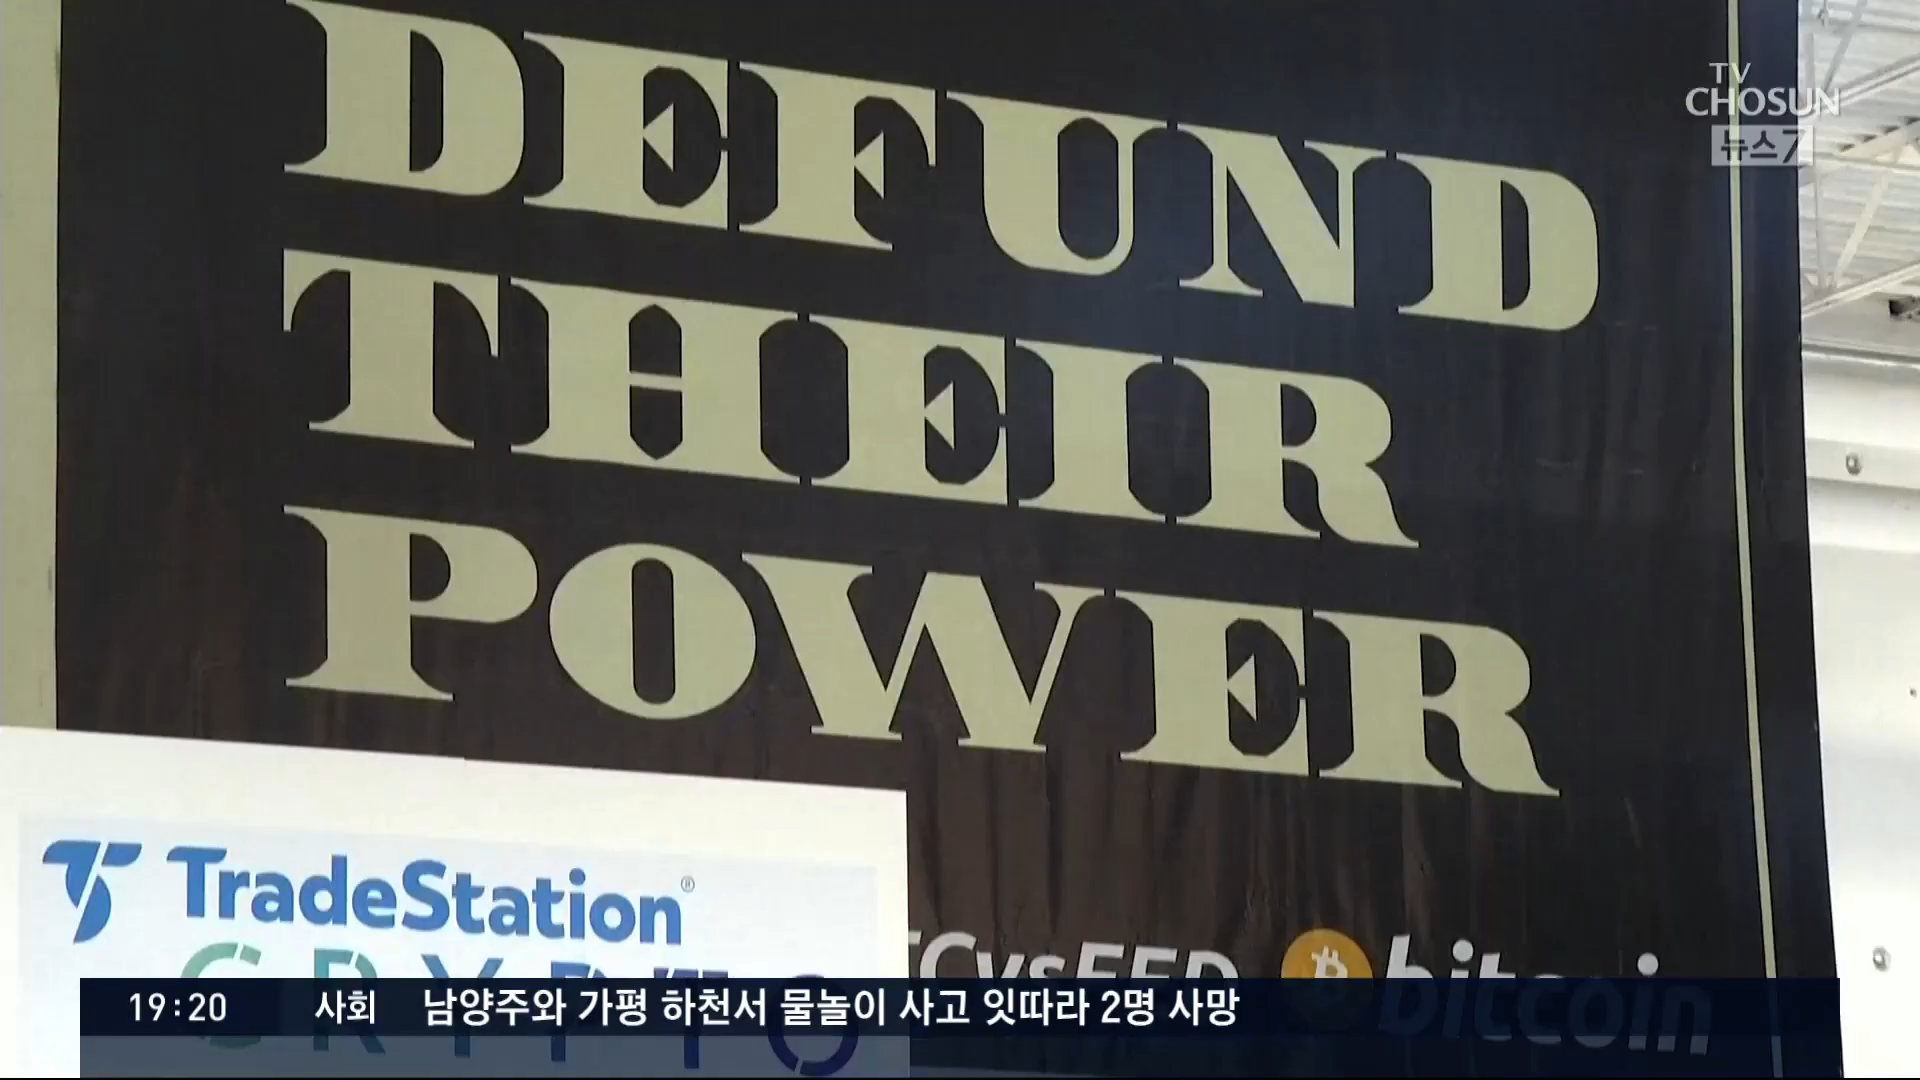 DEFUND
THEIR
POWER
TV
CHOSUN
뉴스7
TradeStation®
CRYPTO
bitcoin
19:20 사회 남양주와 가평 하천서 물놀이 사고 잇따라 2명 사망